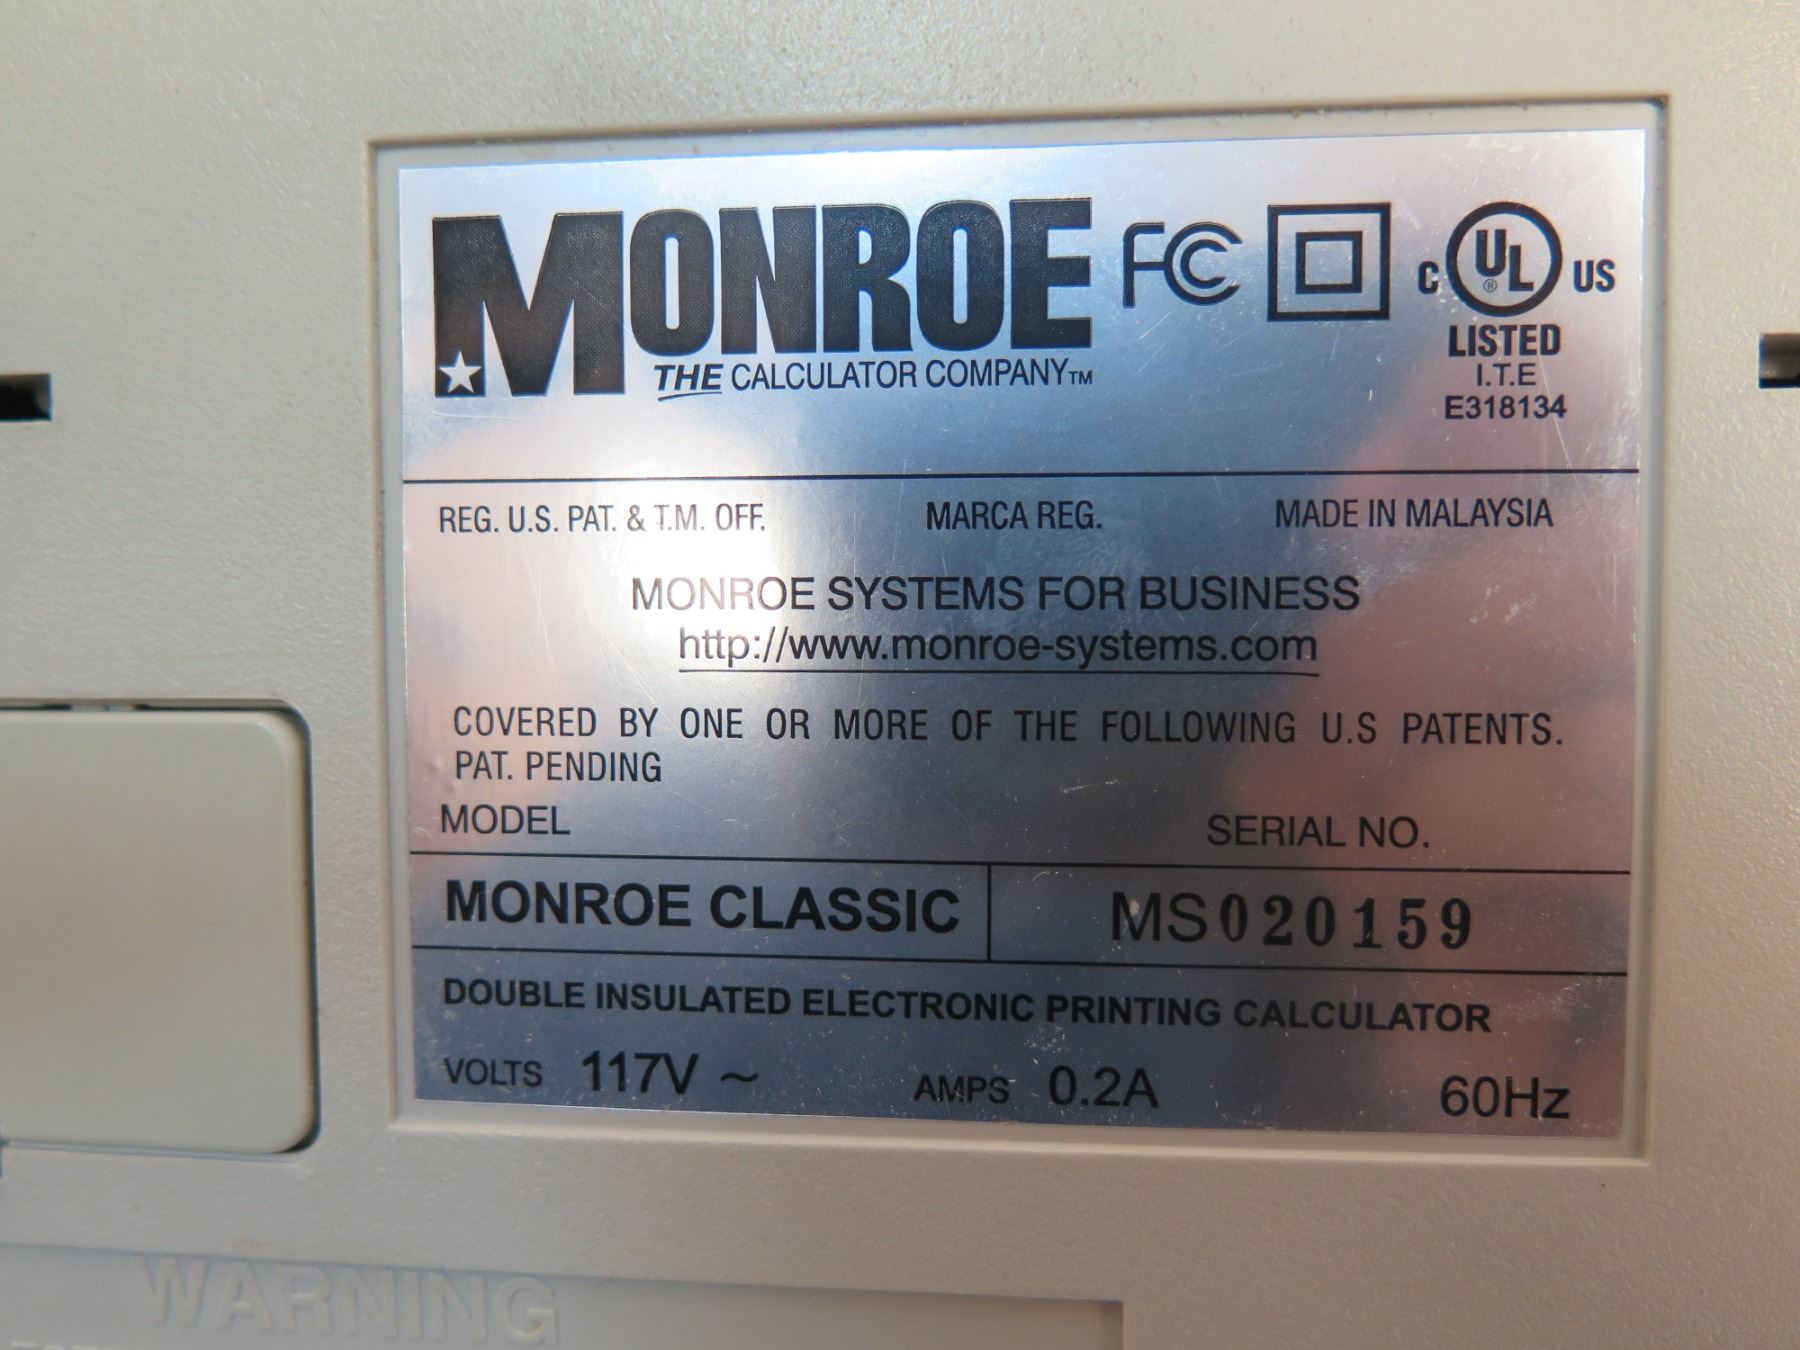 MONROE
THE CALCULATOR COMPANY™
FC
C UL® US
LISTED
I.T.E
E318134
REG. U.S. PAT. & T.M. OFF. MARCA REG. MADE IN MALAYSIA
MONROE SYSTEMS FOR BUSINESS
http://www.monroe-systems.com
COVERED BY ONE OR MORE OF THE FOLLOWING U.S PATENTS.
PAT. PENDING
MODEL SERIAL NO.
MONROE CLASSIC MS020159
DOUBLE INSULATED ELECTRONIC PRINTING CALCULATOR
VOLTS 117V ~ AMPS 0.2A 60Hz
WARNING